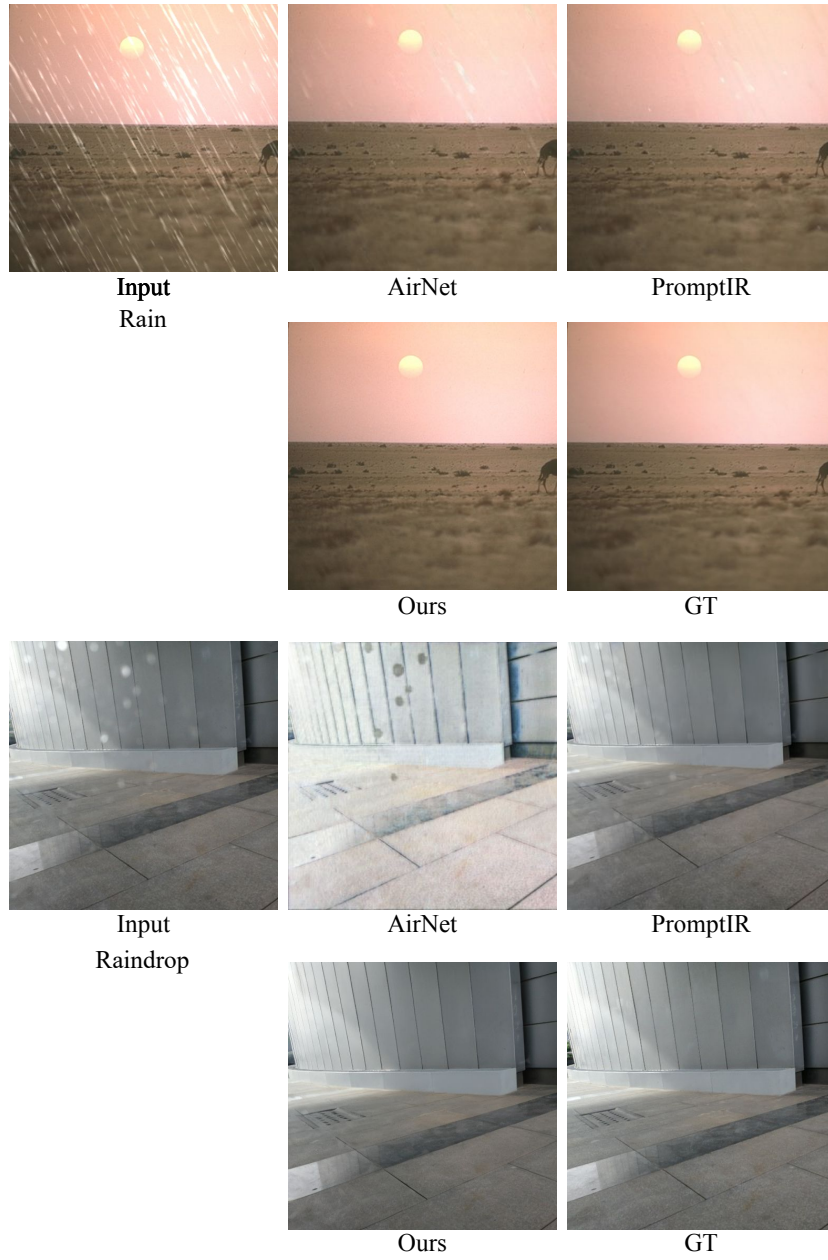 Input
AirNet
PromptIR
Rain
Ours
GT
Input
AirNet
PromptIR
Raindrop
Ours
GT